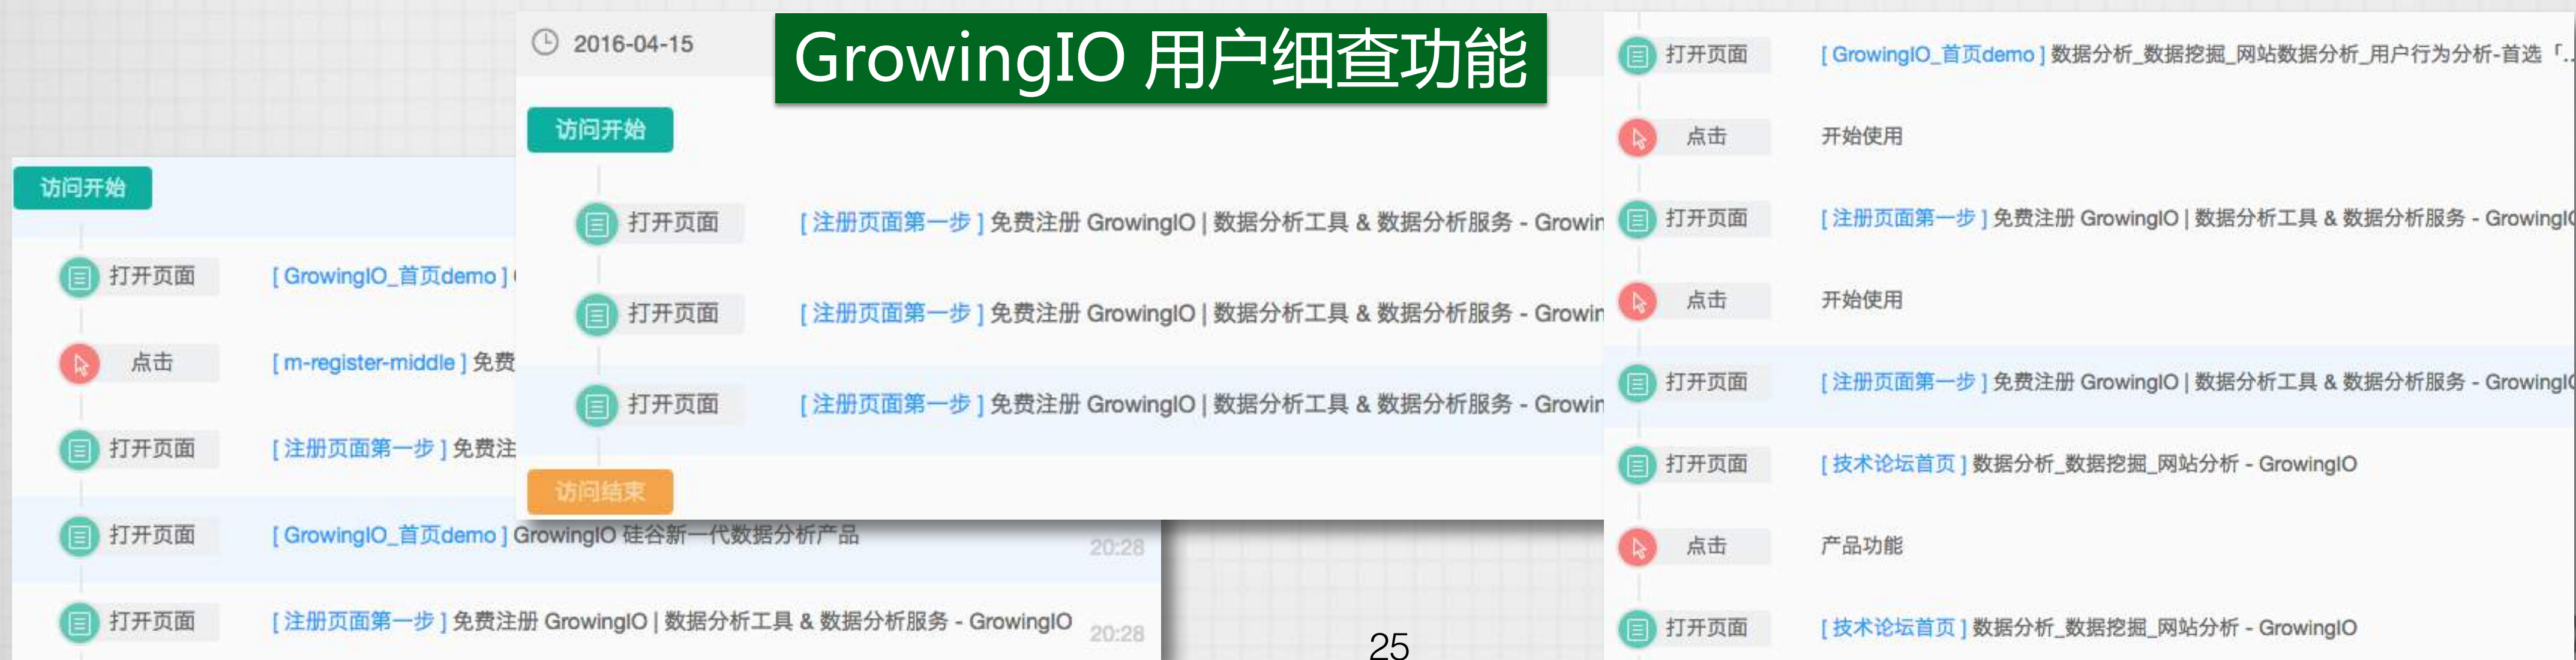 GrowingIO 用户细查功能
2016-04-15
访问开始
打开页面 [ 注册页面第一步 ] 免费注册 GrowingIO | 数据分析工具 & 数据分析服务 - Growin
打开页面 [ 注册页面第一步 ] 免费注册 GrowingIO | 数据分析工具 & 数据分析服务 - Growin
打开页面 [ 注册页面第一步 ] 免费注册 GrowingIO | 数据分析工具 & 数据分析服务 - Growin
访问结束
访问开始
打开页面 [ GrowingIO_首页demo ]
点击 [ m-register-middle ] 免费
打开页面 [ 注册页面第一步 ] 免费注
打开页面 [ GrowingIO_首页demo ] GrowingIO 硅谷新一代数据分析产品 20:28
打开页面 [ 注册页面第一步 ] 免费注册 GrowingIO | 数据分析工具 & 数据分析服务 - GrowingIO 20:28
打开页面 [ GrowingIO_首页demo ] 数据分析_数据挖掘_网站数据分析_用户行为分析-首选「..
点击 开始使用
打开页面 [ 注册页面第一步 ] 免费注册 GrowingIO | 数据分析工具 & 数据分析服务 - GrowingIO
点击 开始使用
打开页面 [ 注册页面第一步 ] 免费注册 GrowingIO | 数据分析工具 & 数据分析服务 - GrowingIO
打开页面 [ 技术论坛首页 ] 数据分析_数据挖掘_网站分析 - GrowingIO
点击 产品功能
打开页面 [ 技术论坛首页 ] 数据分析_数据挖掘_网站分析 - GrowingIO
25